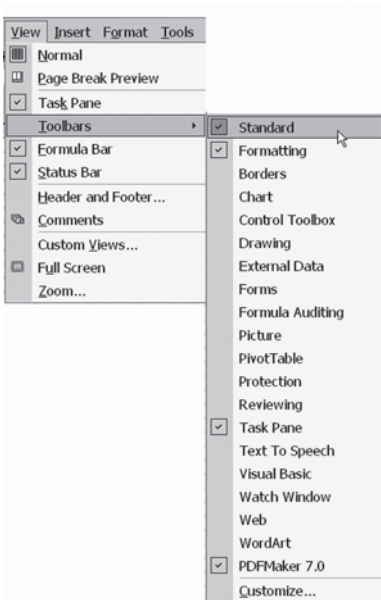 View Insert Format Tools
Normal
Page Break Preview
Task Pane
Toolbars
Formula Bar
Status Bar
Header and Footer...
Comments
Custom Views...
Full Screen
Zoom...
Standard
Formatting
Borders
Chart
Control Toolbox
Drawing
External Data
Forms
Formula Auditing
Picture
PivotTable
Protection
Reviewing
Task Pane
Text To Speech
Visual Basic
Watch Window
Web
WordArt
PDFMaker 7.0
Customize...